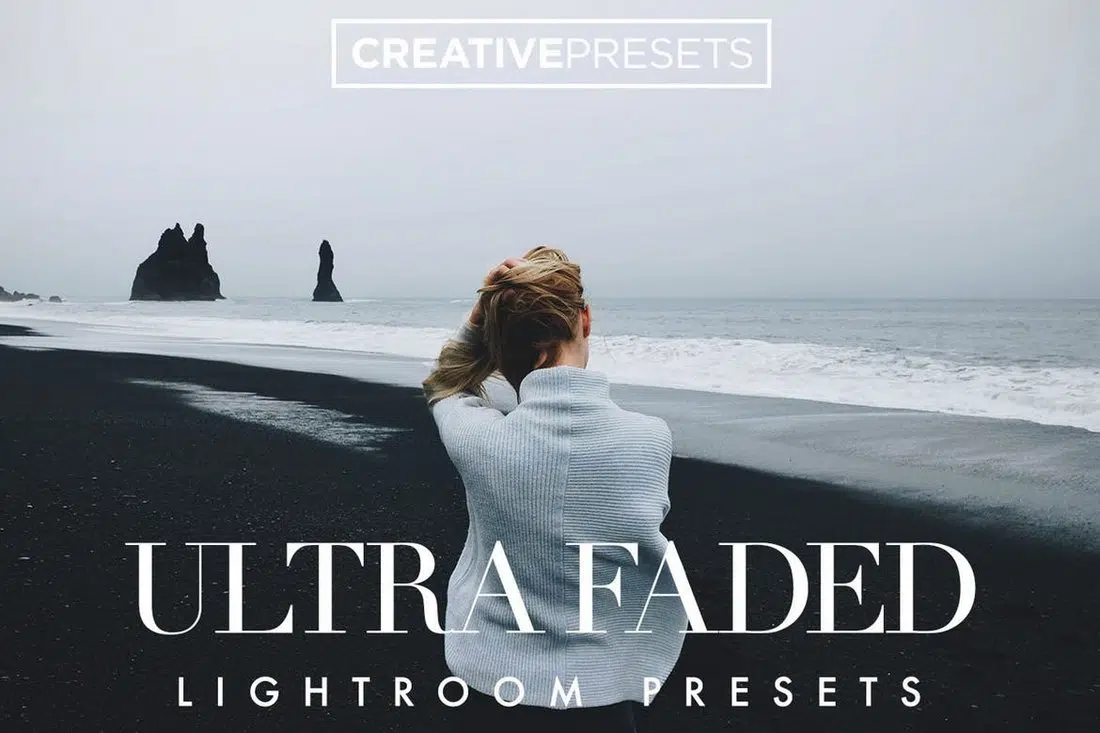 CREATIVEPRESETS
ULTRA FADED
LIGHTROOM PRESETS